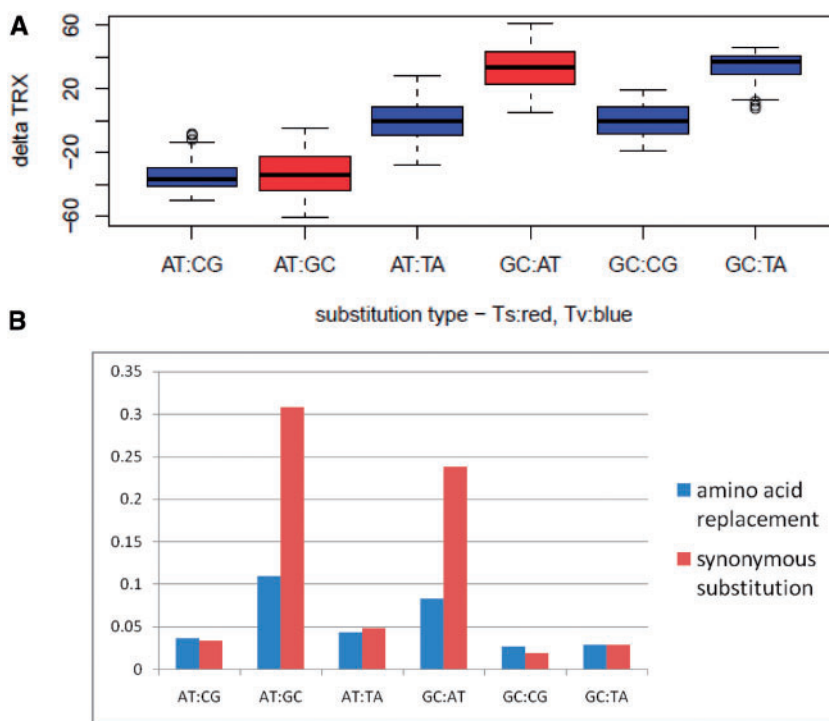 A
delta TRX
60
20
−20
−60
AT:CG AT:GC AT:TA GC:AT GC:CG GC:TA
substitution type − Ts:red, Tv:blue
B
0.35
0.3
0.25
0.2
0.15
0.1
0.05
0
AT:CG AT:GC AT:TA GC:AT GC:CG GC:TA
amino acid
replacement
synonymous
substitution